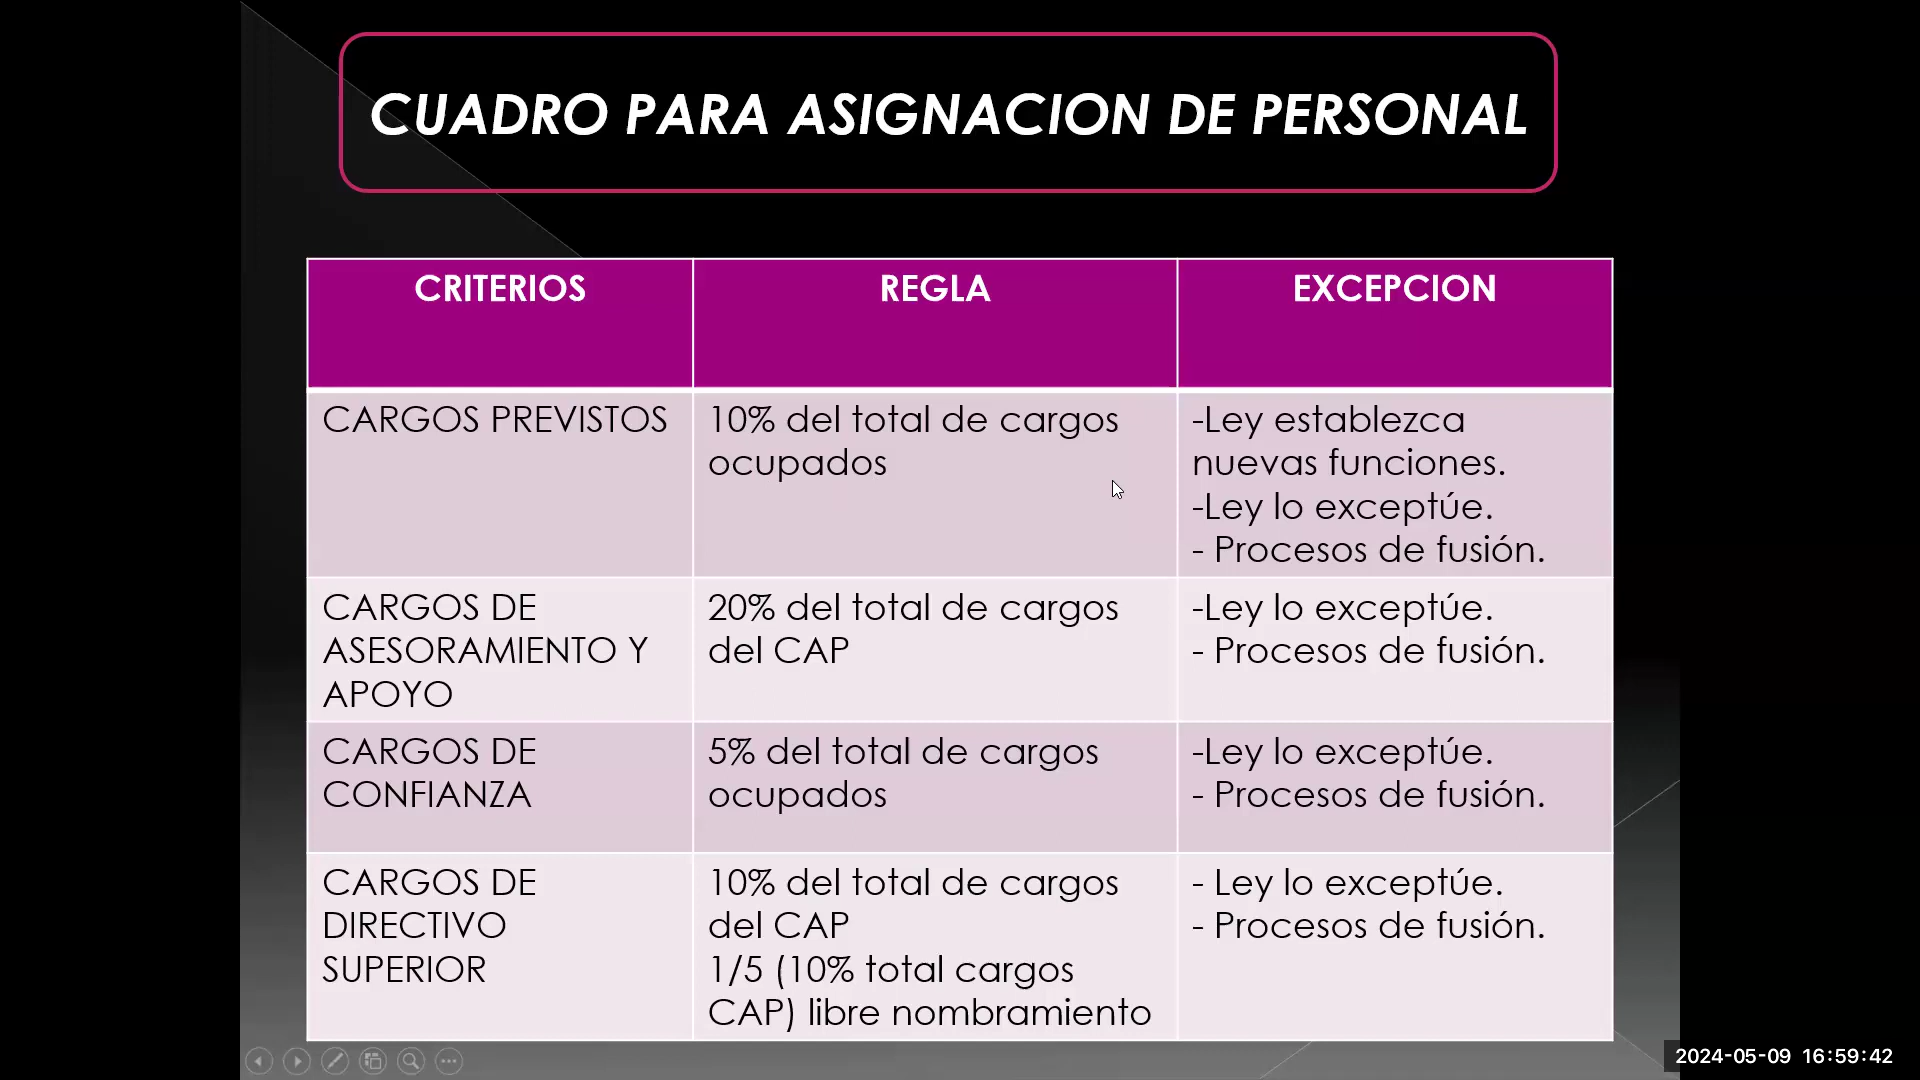 CUADRO PARA ASIGNACION DE PERSONAL
CRITERIOS
REGLA
EXCEPCION
CARGOS PREVISTOS
10% del total de cargos
ocupados
-Ley establezca
nuevas funciones.
-Ley lo exceptúe.
- Procesos de fusión.
CARGOS DE
ASESORAMIENTO Y
APOYO
20% del total de cargos
del CAP
-Ley lo exceptúe.
- Procesos de fusión.
CARGOS DE
CONFIANZA
5% del total de cargos
ocupados
-Ley lo exceptúe.
- Procesos de fusión.
CARGOS DE
DIRECTIVO
SUPERIOR
10% del total de cargos
del CAP
1/5 (10% total cargos
CAP) libre nombramiento
- Ley lo exceptúe.
- Procesos de fusión.
2024-05-09 16:59:42